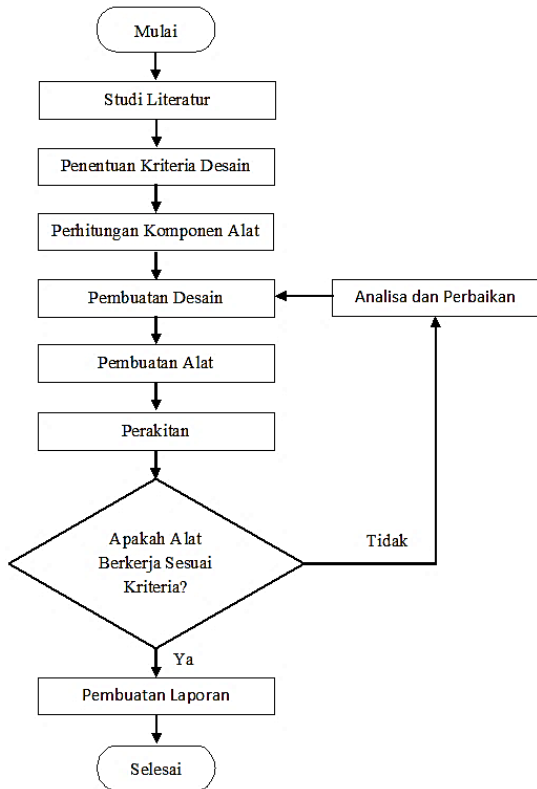 Mulai
Studi Literatur
Penentuan Kriteria Desain
Perhitungan Komponen Alat
Pembuatan Desain
Analisa dan Perbaikan
Pembuatan Alat
Perakitan
Apakah Alat
Berkerja Sesuai
Kriteria?
Tidak
Ya
Pembuatan Laporan
Selesai